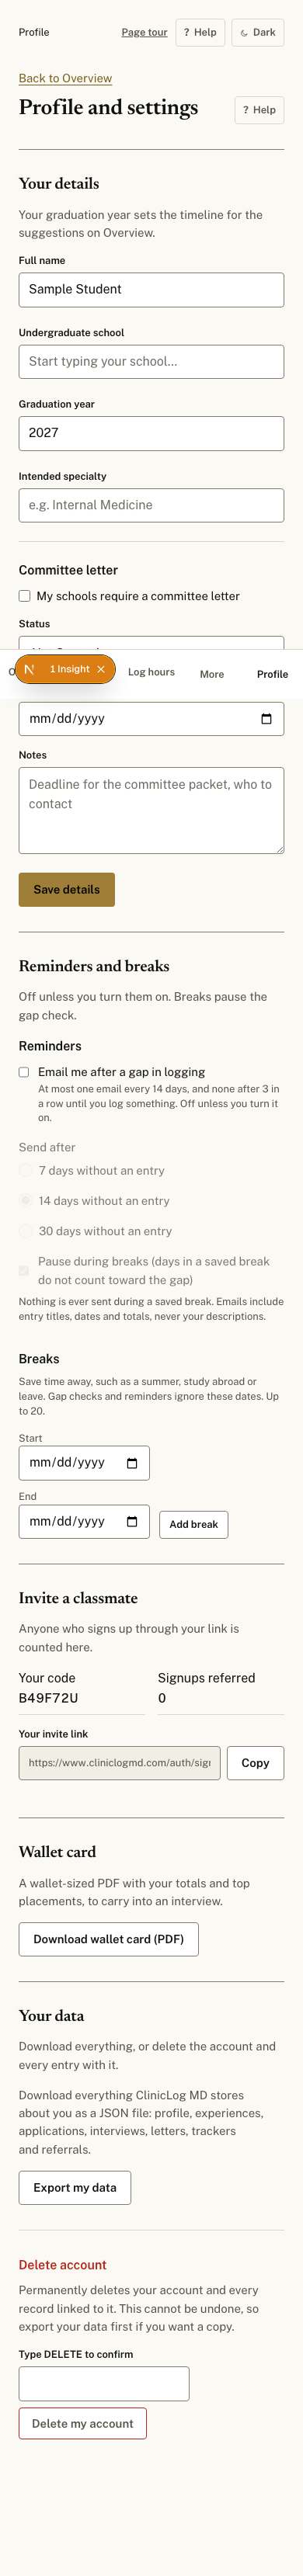 Profile
Page tour
? Help
Dark
Back to Overview
Profile and settings
? Help
Your details
Your graduation year sets the timeline for the
suggestions on Overview.
Full name
Sample Student
Undergraduate school
Start typing your school...
Graduation year
2027
Intended specialty
e.g. Internal Medicine
Committee letter
My schools require a committee letter
Status
O
N
1 Insight
Log hours
More
Profile
mm/dd/yyyy
Notes
Deadline for the committee packet, who to
contact
Save details
Reminders and breaks
Off unless you turn them on. Breaks pause the
gap check.
Reminders
Email me after a gap in logging
At most one email every 14 days, and none after 3 in
a row until you log something. Off unless you turn it
on.
Send after
7 days without an entry
14 days without an entry
30 days without an entry
Pause during breaks (days in a saved break
do not count toward the gap)
Nothing is ever sent during a saved break. Emails include
entry titles, dates and totals, never your descriptions.
Breaks
Save time away, such as a summer, study abroad or
leave. Gap checks and reminders ignore these dates. Up
to 20.
Start
mm/dd/yyyy
End
mm/dd/yyyy
Add break
Invite a classmate
Anyone who signs up through your link is
counted here.
Your code
B49F72U
Signups referred
0
Your invite link
https://www.cliniclogmd.com/auth/sig
Copy
Wallet card
A wallet-sized PDF with your totals and top
placements, to carry into an interview.
Download wallet card (PDF)
Your data
Download everything, or delete the account and
every entry with it.
Download everything ClinicLog MD stores
about you as a JSON file: profile, experiences,
applications, interviews, letters, trackers
and referrals.
Export my data
Delete account
Permanently deletes your account and every
record linked to it. This cannot be undone, so
export your data first if you want a copy.
Type DELETE to confirm
Delete my account